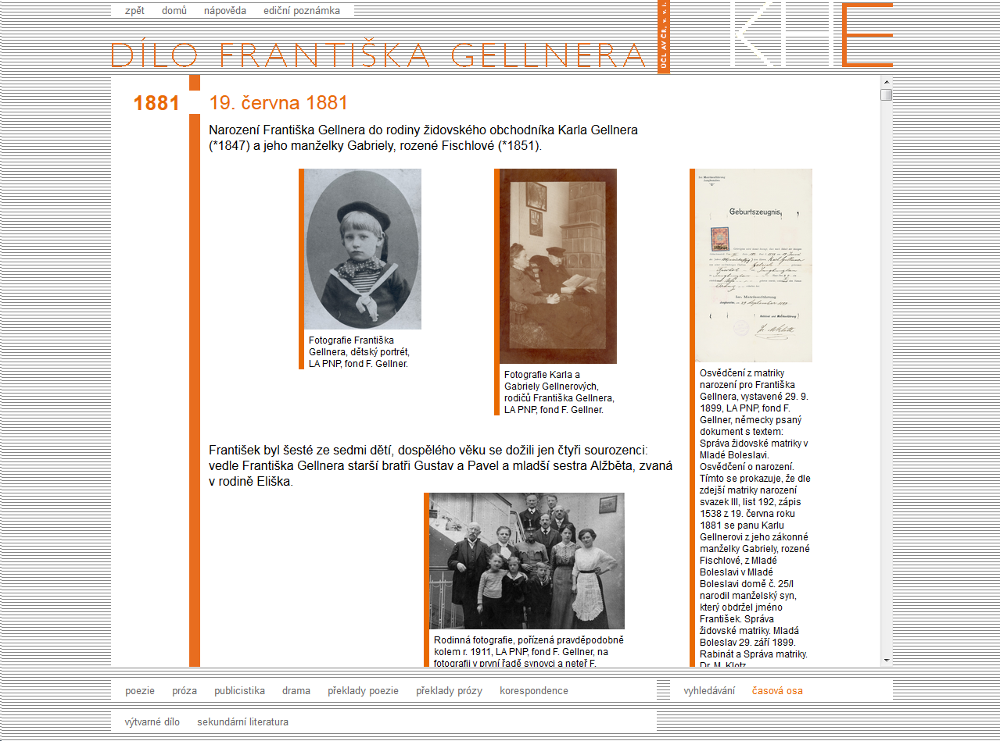 zpět domů nápověda ediční poznámka
DÍLO FRANTIŠKA GELLNERA
ÚČL AV ČR, v. v. i.
K E
1881
19. června 1881
Narození Františka Gellnera do rodiny židovského obchodníka Karla Gellnera
(*1847) a jeho manželky Gabriely, rozené Fischlové (*1851).
Geburtszeugnis,
Fotografie Františka
Gellnera, dětský portrét,
LA PNP, fond F. Gellner.
Fotografie Karla a
Gabriely Gellnerových,
rodičů Františka Gellnera,
LA PNP, fond F. Gellner.
Osvědčení z matriky
narození pro Františka
Gellnera, vystavené 29. 9.
1899, LA PNP, fond F.
Gellner, německy psaný
dokument s textem:
Správa židovské matriky v
Mladé Boleslavi.
Osvědčení o narození.
Tímto se prokazuje, že dle
zdejší matriky narození
svazek III, list 192, zápis
1538 z 19. června roku
1881 se panu Karlu
Gellnerovi z jeho zákonné
manželky Gabriely, rozené
Fischlové, z Mladé
Boleslavi v Mladé
Boleslavi domě č. 25/I
narodil manželský syn,
který obdržel jméno
František. Správa
židovské matriky. Mladá
Boleslav 29. září 1899.
Rabinát a Správa matriky.
Dr. M. Klotz
František byl šesté ze sedmi dětí, dospělého věku se dožili jen čtyři sourozenci:
vedle Františka Gellnera starší bratři Gustav a Pavel a mladší sestra Alžběta, zvaná
v rodině Eliška.
Rodinná fotografie, pořízená pravděpodobně
kolem r. 1911, LA PNP, fond F. Gellner, na
fotografii v první řadě synovci a neteř F.
poezie próza publicistika drama překlady poezie překlady prózy korespondence
vyhledávání časová osa
výtvarné dílo sekundární literatura